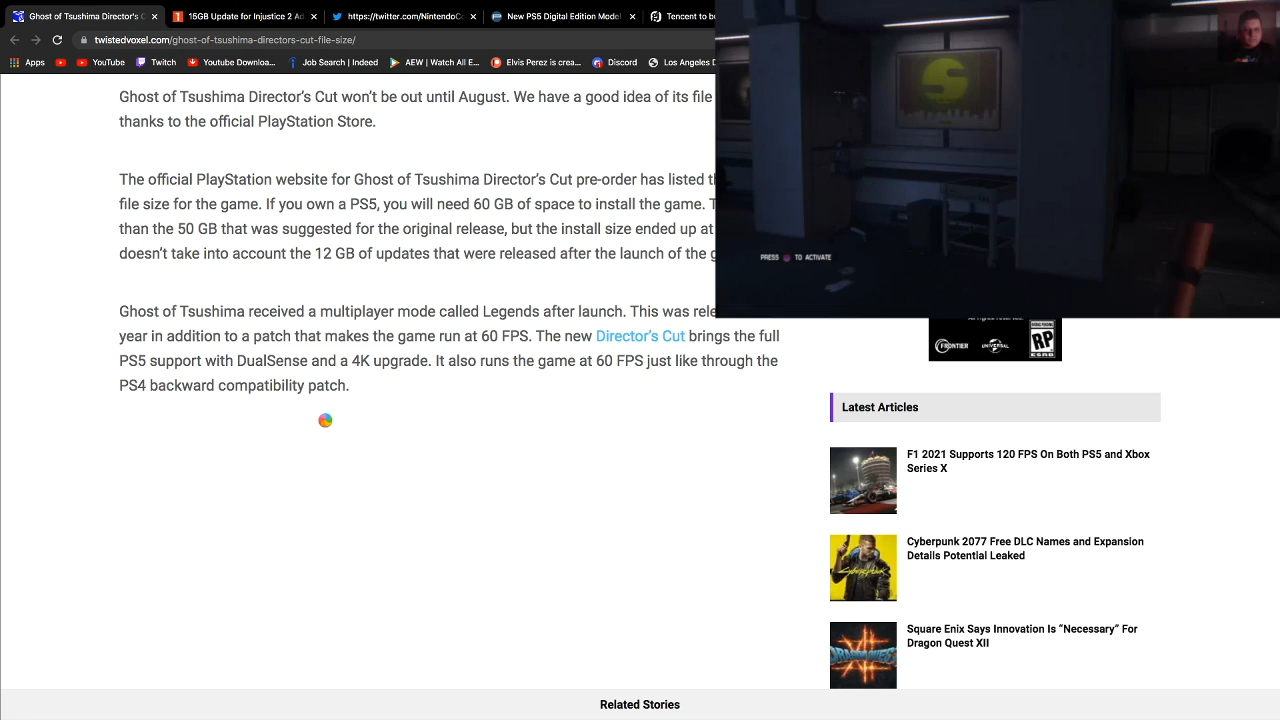 Ghost of Tsushima Director's C
15GB Update for Injustice 2 Ad
https://twitter.com/NintendoCo
New PS5 Digital Edition Model
Tencent to bu
twistedvoxel.com/ghost-of-tsushima-directors-cut-file-size/
Apps
YouTube
Twitch
Youtube Downloa...
Job Search | Indeed
AEW | Watch All E...
Elvis Perez is crea...
Discord
Los Angeles D
Ghost of Tsushima Director's Cut won't be out until August. We have a good idea of its file
thanks to the official PlayStation Store.
The official PlayStation website for Ghost of Tsushima Director's Cut pre-order has listed th
file size for the game. If you own a PS5, you will need 60 GB of space to install the game. T
than the 50 GB that was suggested for the original release, but the install size ended up at
doesn't take into account the 12 GB of updates that were released after the launch of the g
Ghost of Tsushima received a multiplayer mode called Legends after launch. This was rele
year in addition to a patch that makes the game run at 60 FPS. The new Director's Cut brings the full
PS5 support with DualSense and a 4K upgrade. It also runs the game at 60 FPS just like through the
PS4 backward compatibility patch.
PRESS TO ACTIVATE
FRONTIER
UNIVERSAL
RP
ESRB
Latest Articles
F1 2021 Supports 120 FPS On Both PS5 and Xbox
Series X
Cyberpunk 2077 Free DLC Names and Expansion
Details Potential Leaked
Square Enix Says Innovation Is “Necessary” For
Dragon Quest XII
Related Stories